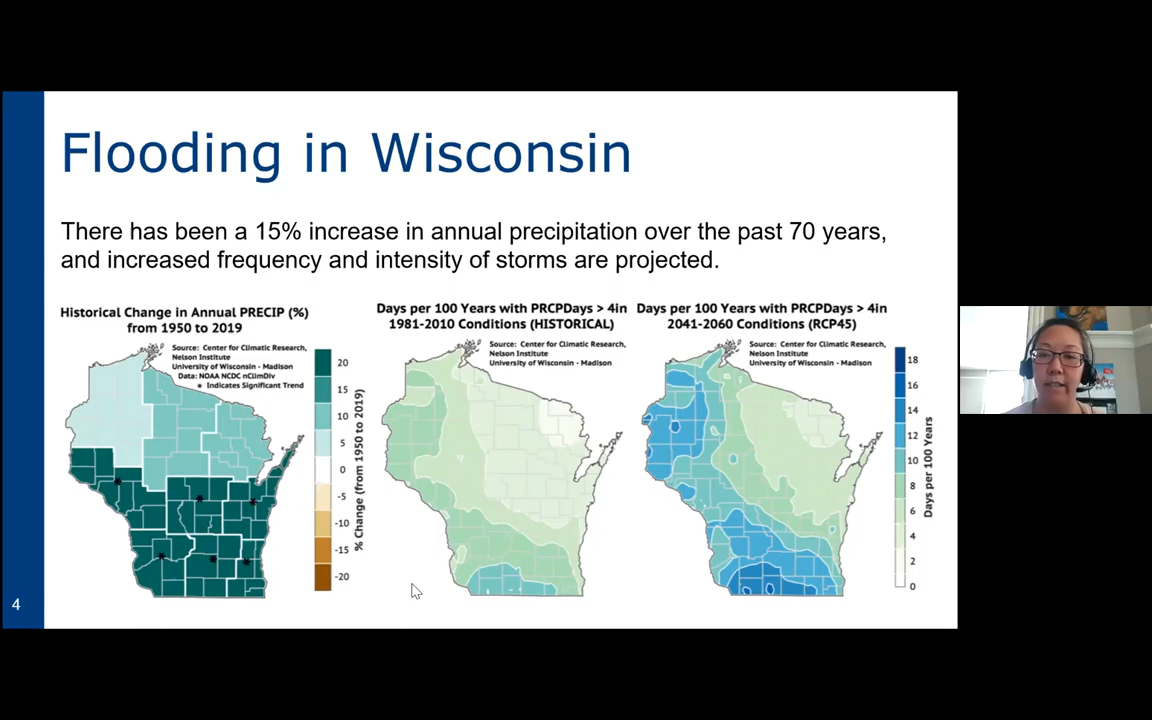 Flooding in Wisconsin
There has been a 15% increase in annual precipitation over the past 70 years,
and increased frequency and intensity of storms are projected.
Historical Change in Annual PRECIP (%)
from 1950 to 2019
Source: Center for Climatic Research,
Nelson Institute
University of Wisconsin - Madison
Data: NOAA NCDC nClimDiv
* Indicates Significant Trend
20
15
10
5
0
-5
-10
-15
-20
% Change (from 1950 to 2019)
Days per 100 Years with PRCPDays > 4in
1981-2010 Conditions (HISTORICAL)
Source: Center for Climatic Research,
Nelson Institute
University of Wisconsin - Madison
Days per 100 Years with PRCPDays > 4in
2041-2060 Conditions (RCP45)
Source: Center for Climatic Research,
Nelson Institute
University of Wisconsin - Madison
18
16
14
12
10
8
6
4
2
0
Days per 100 Years
4